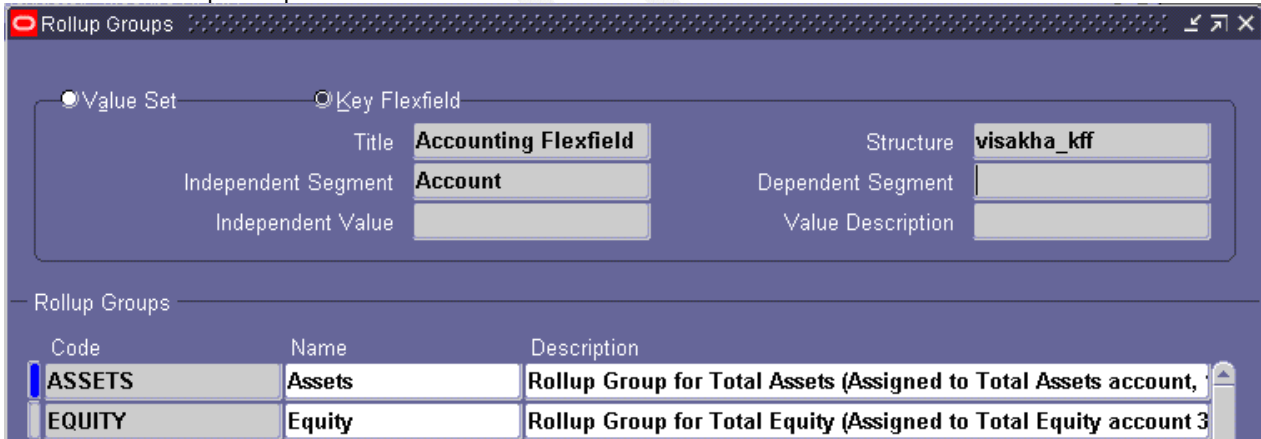 Rollup Groups
Value Set Key Flexfield
Title Accounting Flexfield Structure visakha_kff
Independent Segment Account Dependent Segment
Independent Value Value Description
Rollup Groups
Code Name Description
ASSETS Assets Rollup Group for Total Assets (Assigned to Total Assets account,
EQUITY Equity Rollup Group for Total Equity (Assigned to Total Equity account 3